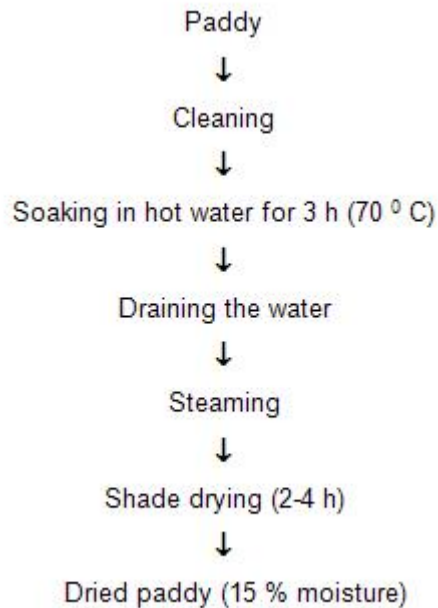 Paddy
↓
Cleaning
↓
Soaking in hot water for 3 h (70 ⁰ C)
↓
Draining the water
↓
Steaming
↓
Shade drying (2-4 h)
↓
Dried paddy (15 % moisture)